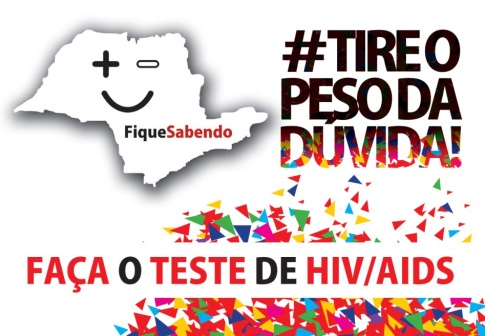 + -
FiqueSabendo
#TIRE O
PESO DA
DÚVIDA!
FAÇA O TESTE DE HIV/AIDS